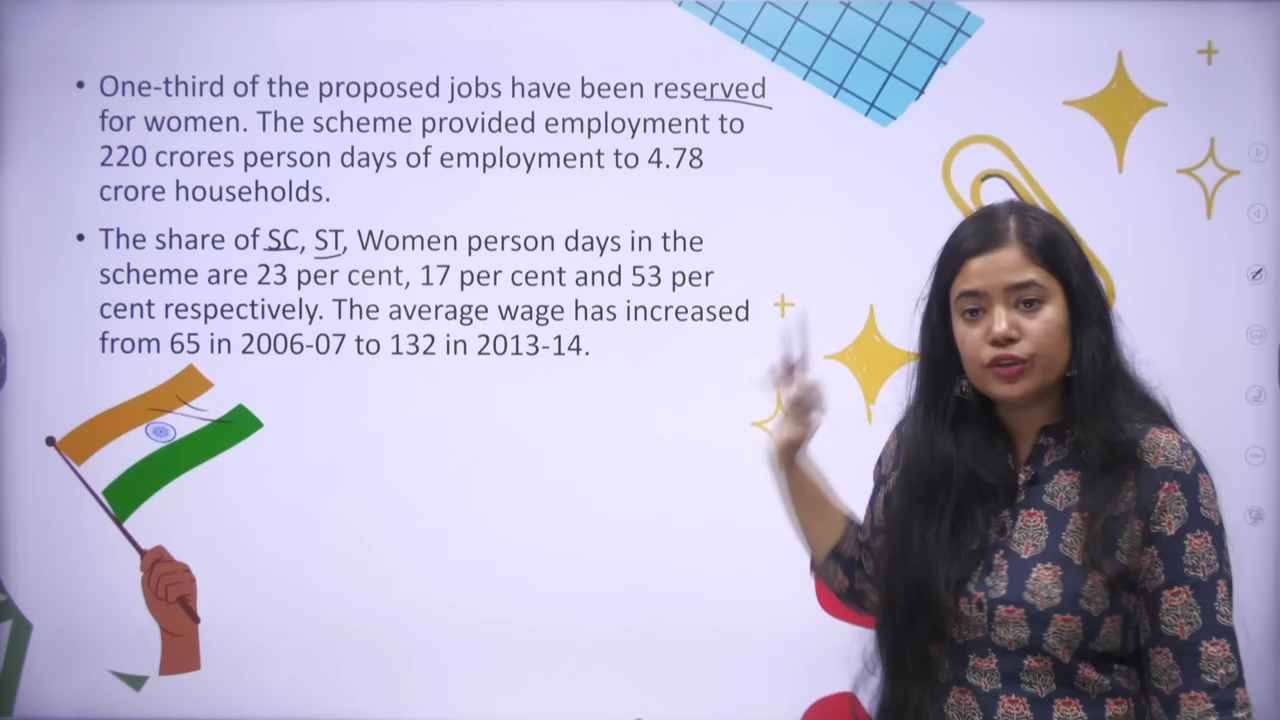 • One-third of the proposed jobs have been reserved
for women. The scheme provided employment to
220 crores person days of employment to 4.78
crore households.
• The share of SC, ST, Women person days in the
scheme are 23 per cent, 17 per cent and 53 per
cent respectively. The average wage has increased
from 65 in 2006-07 to 132 in 2013-14.